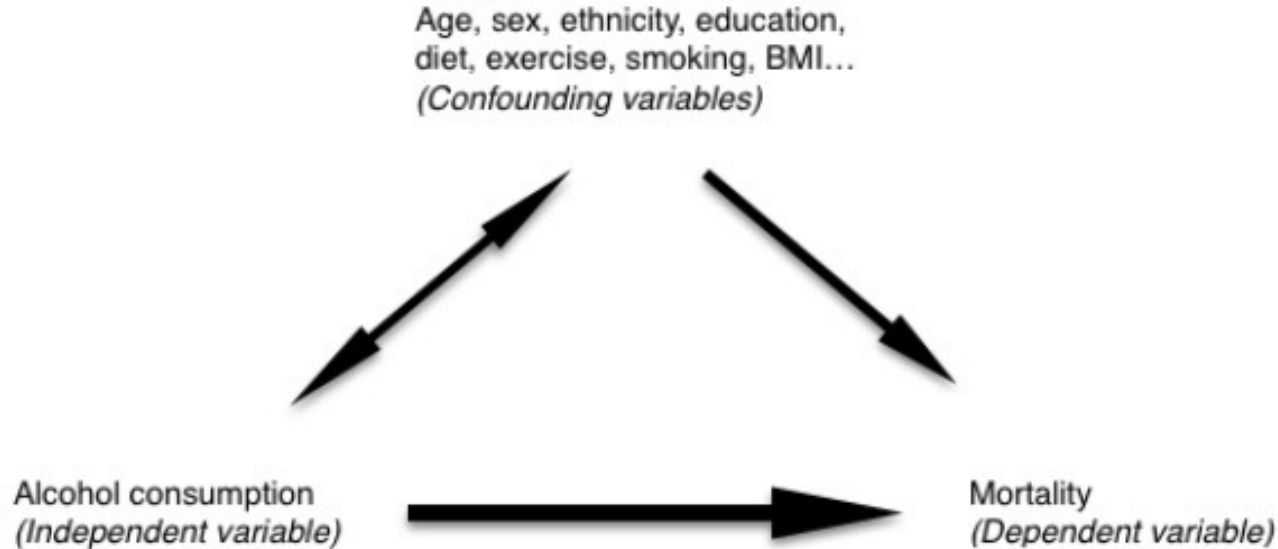 Age, sex, ethnicity, education,
diet, exercise, smoking, BMI...
(Confounding variables)
Alcohol consumption
(Independent variable)
Mortality
(Dependent variable)